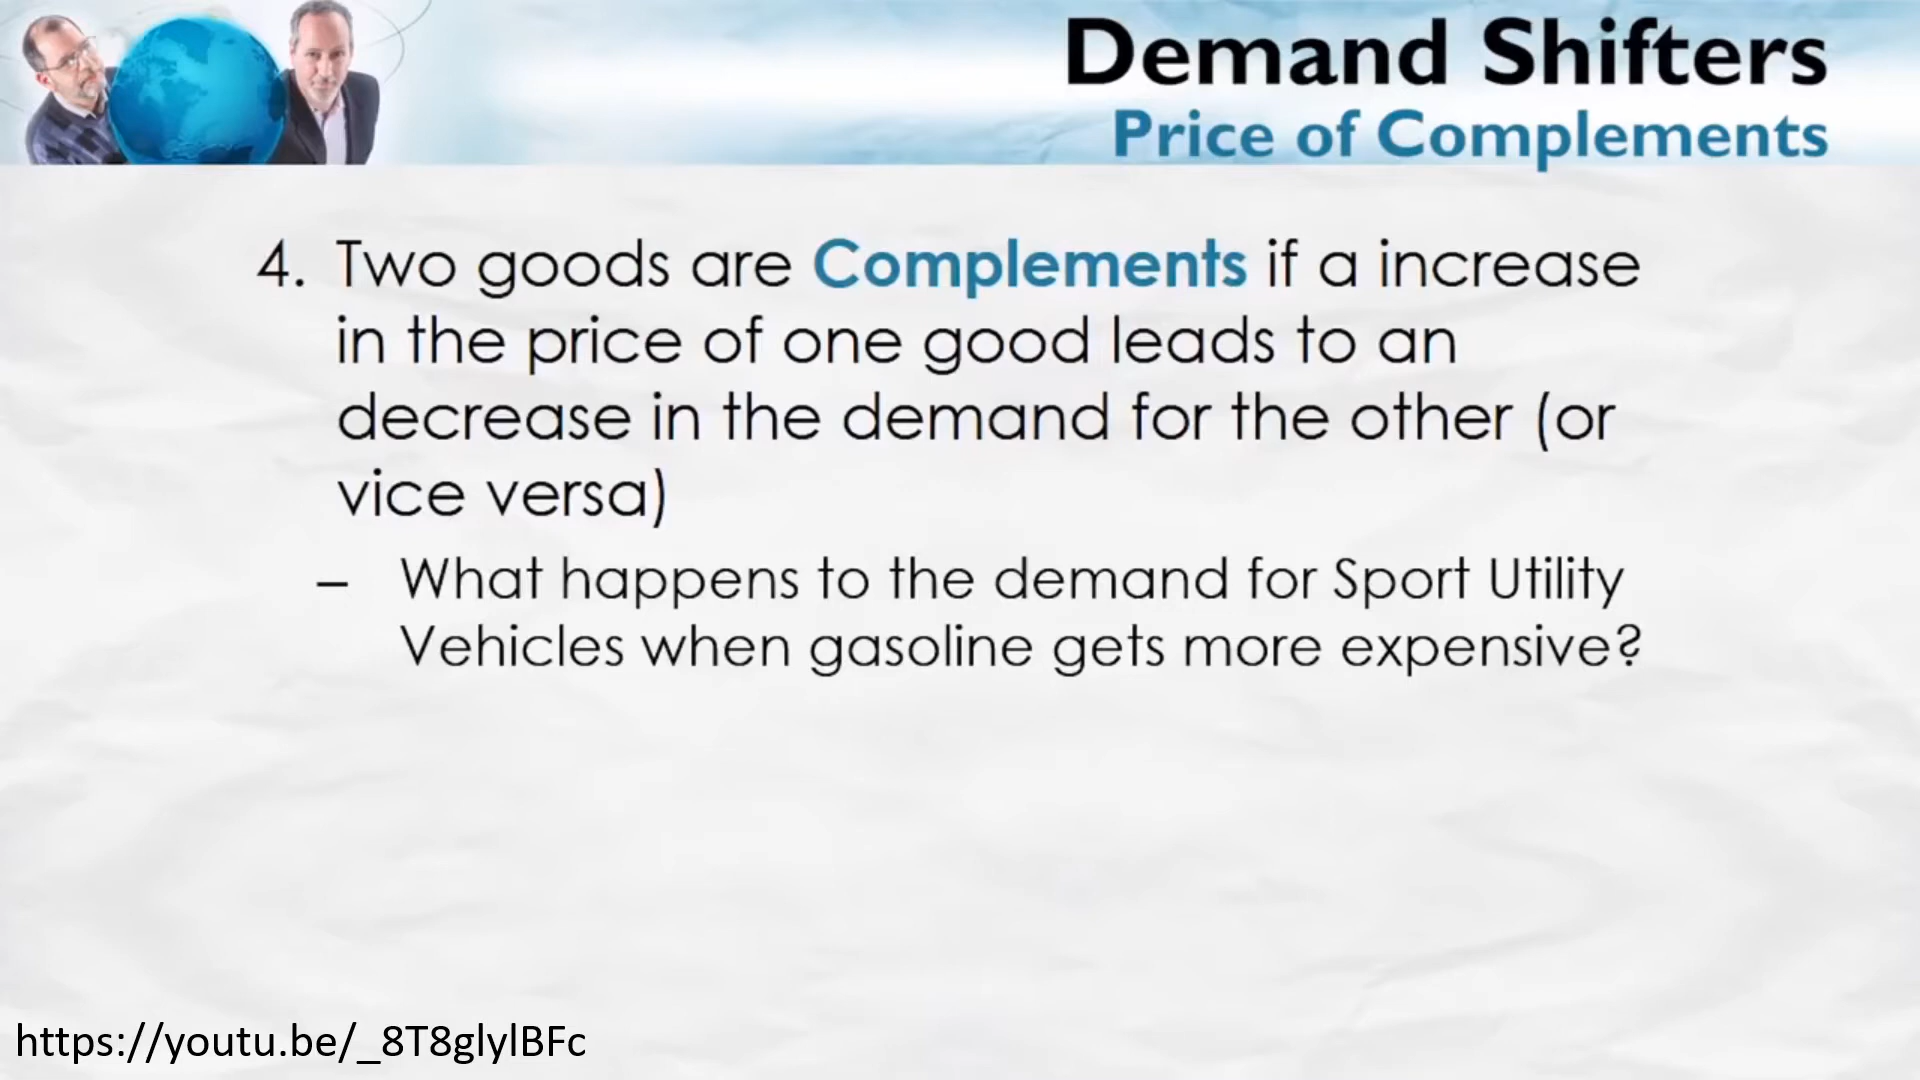 Demand Shifters
Price of Complements
4. Two goods are Complements if a increase
in the price of one good leads to an
decrease in the demand for the other (or
vice versa)
– What happens to the demand for Sport Utility
Vehicles when gasoline gets more expensive?
https://youtu.be/_8T8glylBFc